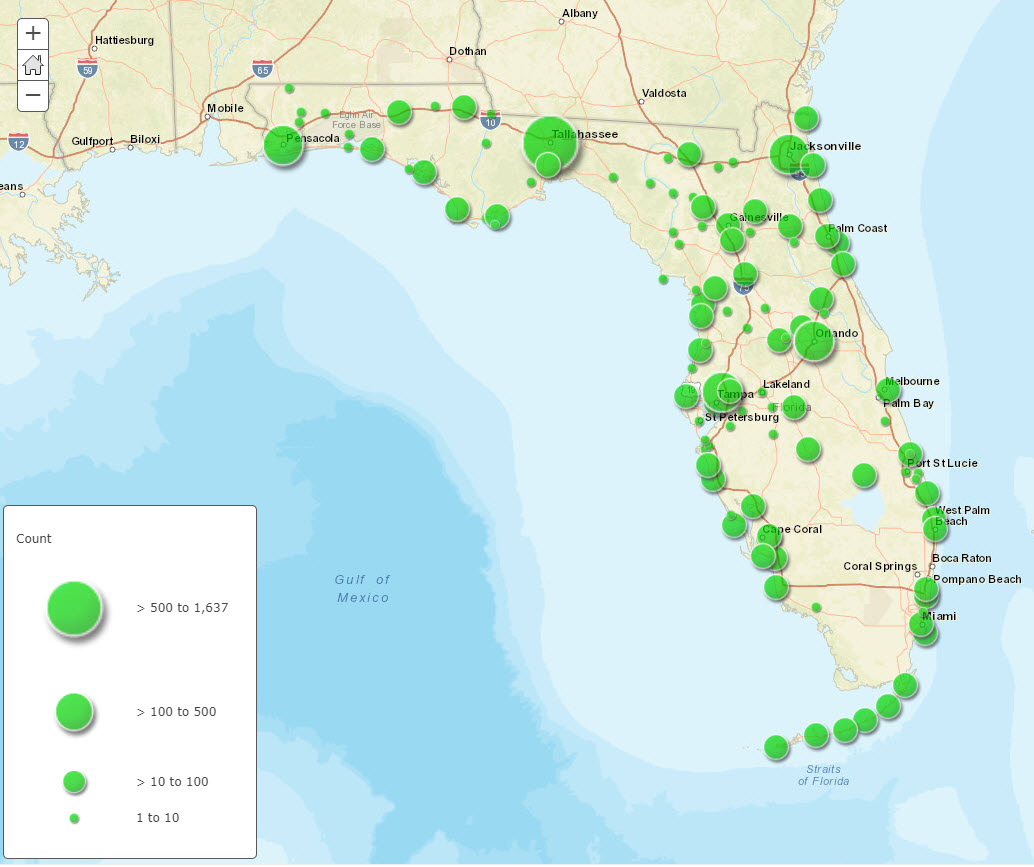 +
−
Albany
Hattiesburg
Dothan
59
65
Valdosta
Mobile
Eglin Air
Force Base
10
Gulfport
Biloxi
12
Pensacola
Tallahassee
Jacksonville
eans
Gainesville
Palm Coast
75
Orlando
Melbourne
Lakeland
Tampa
Palm Bay
Florida
St Petersburg
Port St Lucie
West Palm
Beach
Cape Coral
Boca Raton
Coral Springs
Pompano Beach
Miami
Gulf of
Mexico
Straits
of Florida
Count
> 500 to 1,637
> 100 to 500
> 10 to 100
1 to 10